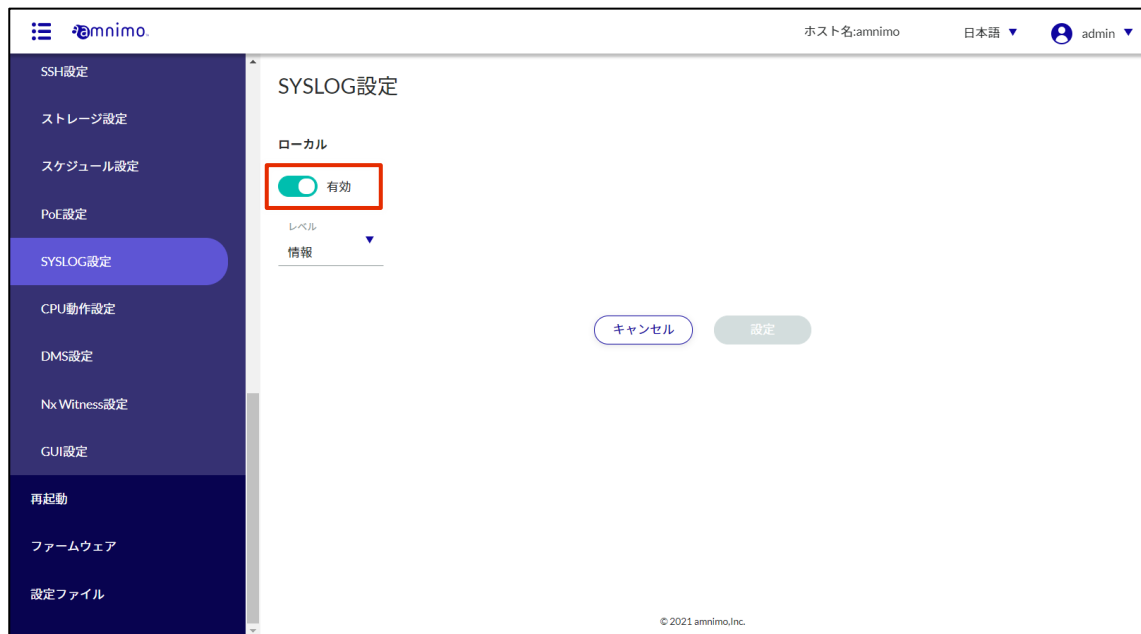 amnimo
ホスト名:amnimo
日本語
admin
SSH設定
ストレージ設定
スケジュール設定
PoE設定
SYSLOG設定
CPU動作設定
DMS設定
Nx Witness設定
GUI設定
再起動
ファームウェア
設定ファイル
SYSLOG設定
ローカル
有効
レベル
情報
キャンセル
設定
© 2021 amnimo,Inc.